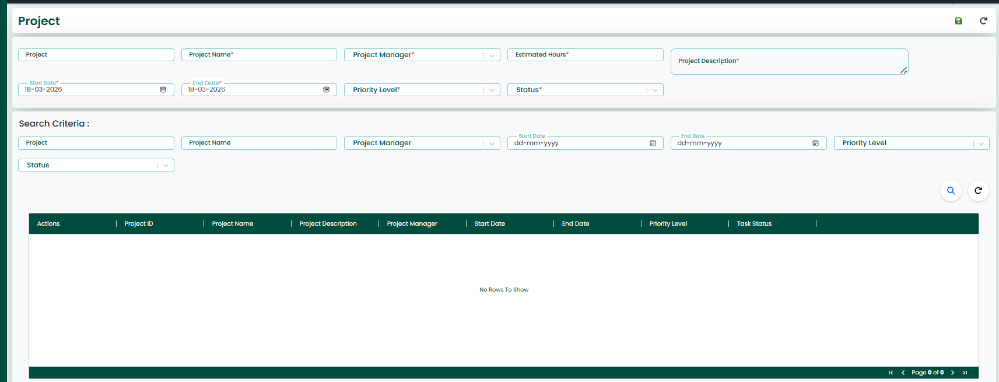 Project
Project
Project Name*
Project Manager*
Estimated Hours*
Project Description*
Start Date*
18-03-2026
End Date*
18-03-2026
Priority Level*
Status*
Search Criteria :
Project
Project Name
Project Manager
Start Date
dd-mm-yyyy
End Date
dd-mm-yyyy
Priority Level
Status
Actions
Project ID
Project Name
Project Description
Project Manager
Start Date
End Date
Priority Level
Task Status
No Rows To Show
Page 0 of 0